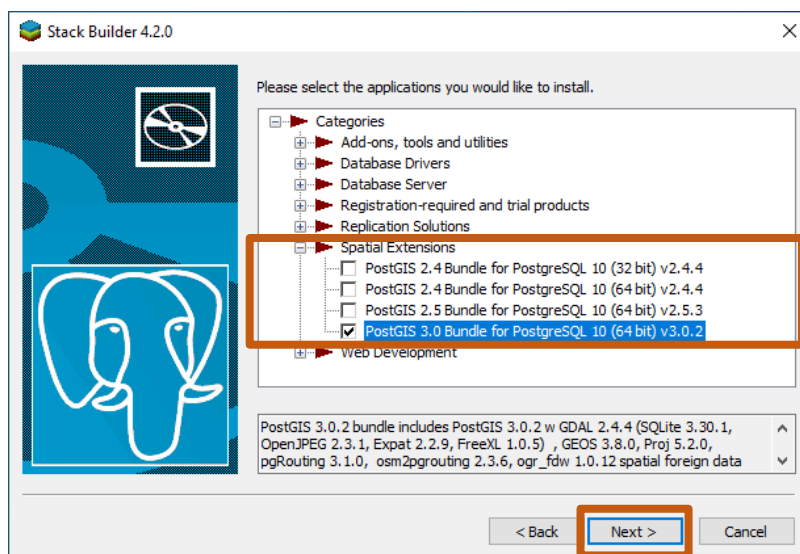 Stack Builder 4.2.0
Please select the applications you would like to install.
Categories
Add-ons, tools and utilities
Database Drivers
Database Server
Registration-required and trial products
Replication Solutions
Spatial Extensions
PostGIS 2.4 Bundle for PostgreSQL 10 (32 bit) v2.4.4
PostGIS 2.4 Bundle for PostgreSQL 10 (64 bit) v2.4.4
PostGIS 2.5 Bundle for PostgreSQL 10 (64 bit) v2.5.3
PostGIS 3.0 Bundle for PostgreSQL 10 (64 bit) v3.0.2
Web Development
PostGIS 3.0.2 bundle includes PostGIS 3.0.2 w GDAL 2.4.4 (SQLite 3.30.1,
OpenJPEG 2.3.1, Expat 2.2.9, FreeXL 1.0.5) , GEOS 3.8.0, Proj 5.2.0,
pgRouting 3.1.0, osm2pgrouting 2.3.6, ogr_fdw 1.0.12 spatial foreign data
< Back Next > Cancel